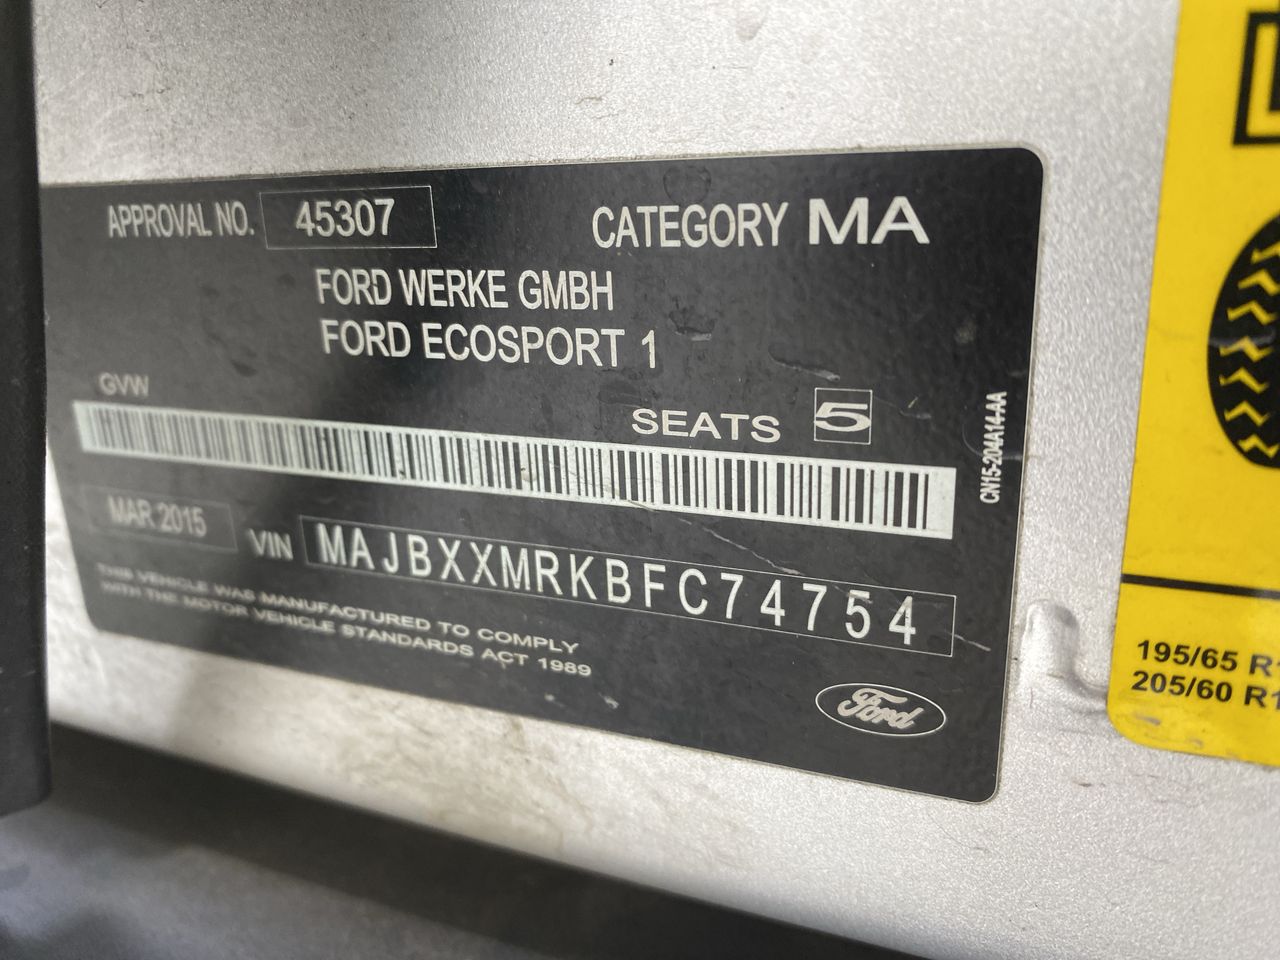 APPROVAL NO. 45307
CATEGORY MA
FORD WERKE GMBH
FORD ECOSPORT 1
GVW
SEATS 5
CN15-204A14-AA
MAR 2015
VIN MAJBXXMRKBFC74754
THIS VEHICLE WAS MANUFACTURED TO COMPLY
WITH THE MOTOR VEHICLE STANDARDS ACT 1989
Ford
195/65 R1
205/60 R1